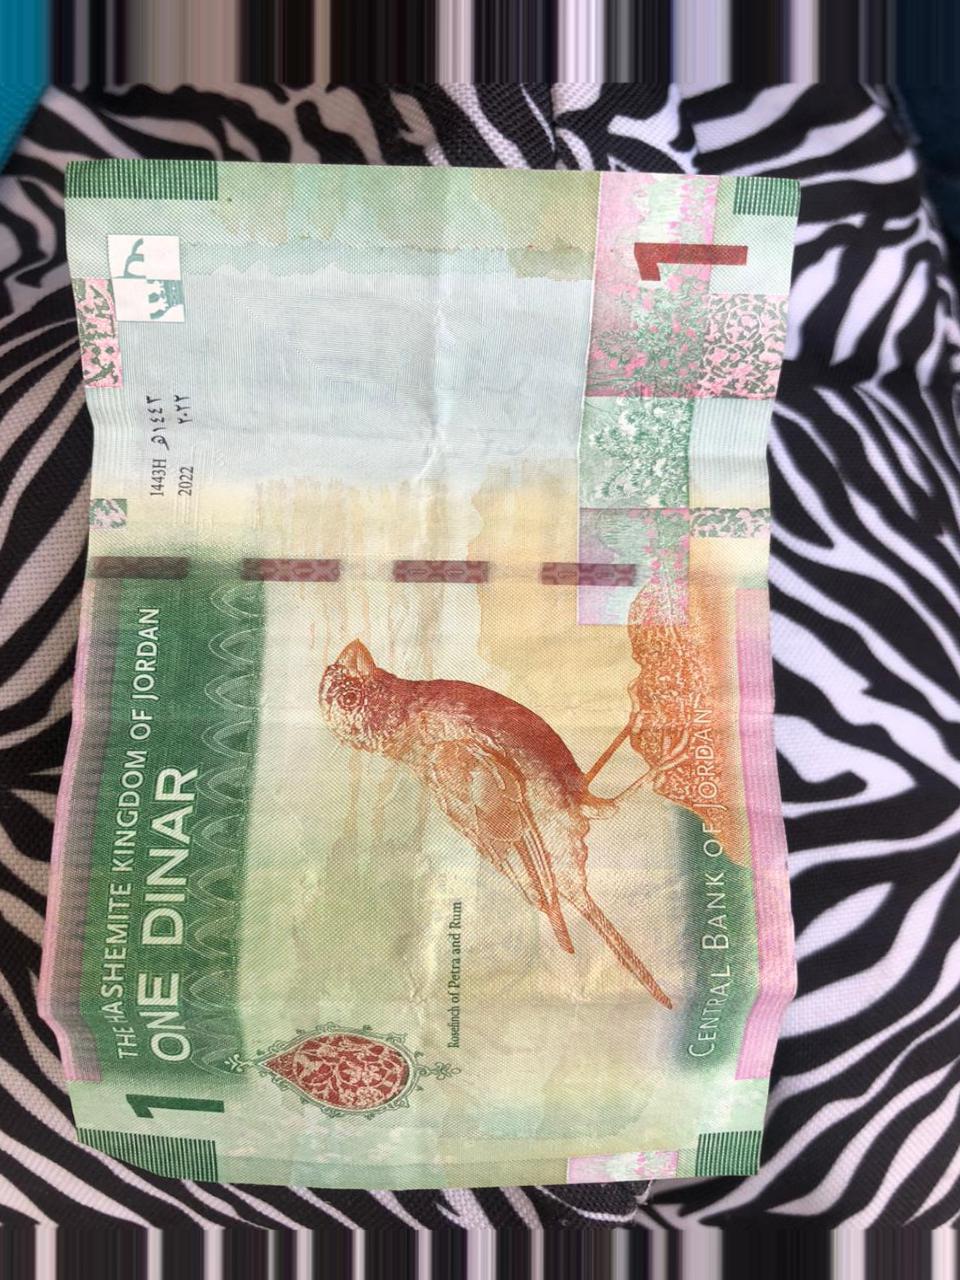 THE HASHEMITE KINGDOM OF JORDAN
ONE DINAR
1
1443H ١٤٤٣هـ
2022 ٢٠٢٢
Rosefinch of Petra and Rum
CENTRAL BANK OF JORDAN
1